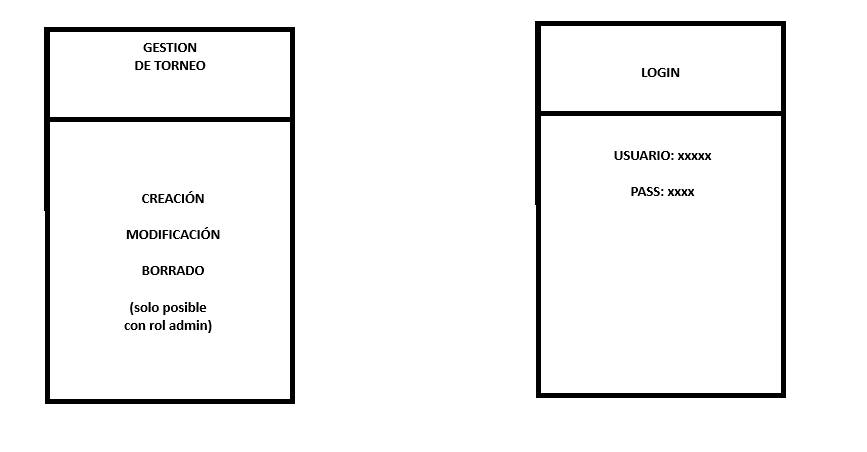 GESTION
DE TORNEO
CREACIÓN
MODIFICACIÓN
BORRADO
(solo posible
con rol admin)
LOGIN
USUARIO: xxxxx
PASS: xxxx